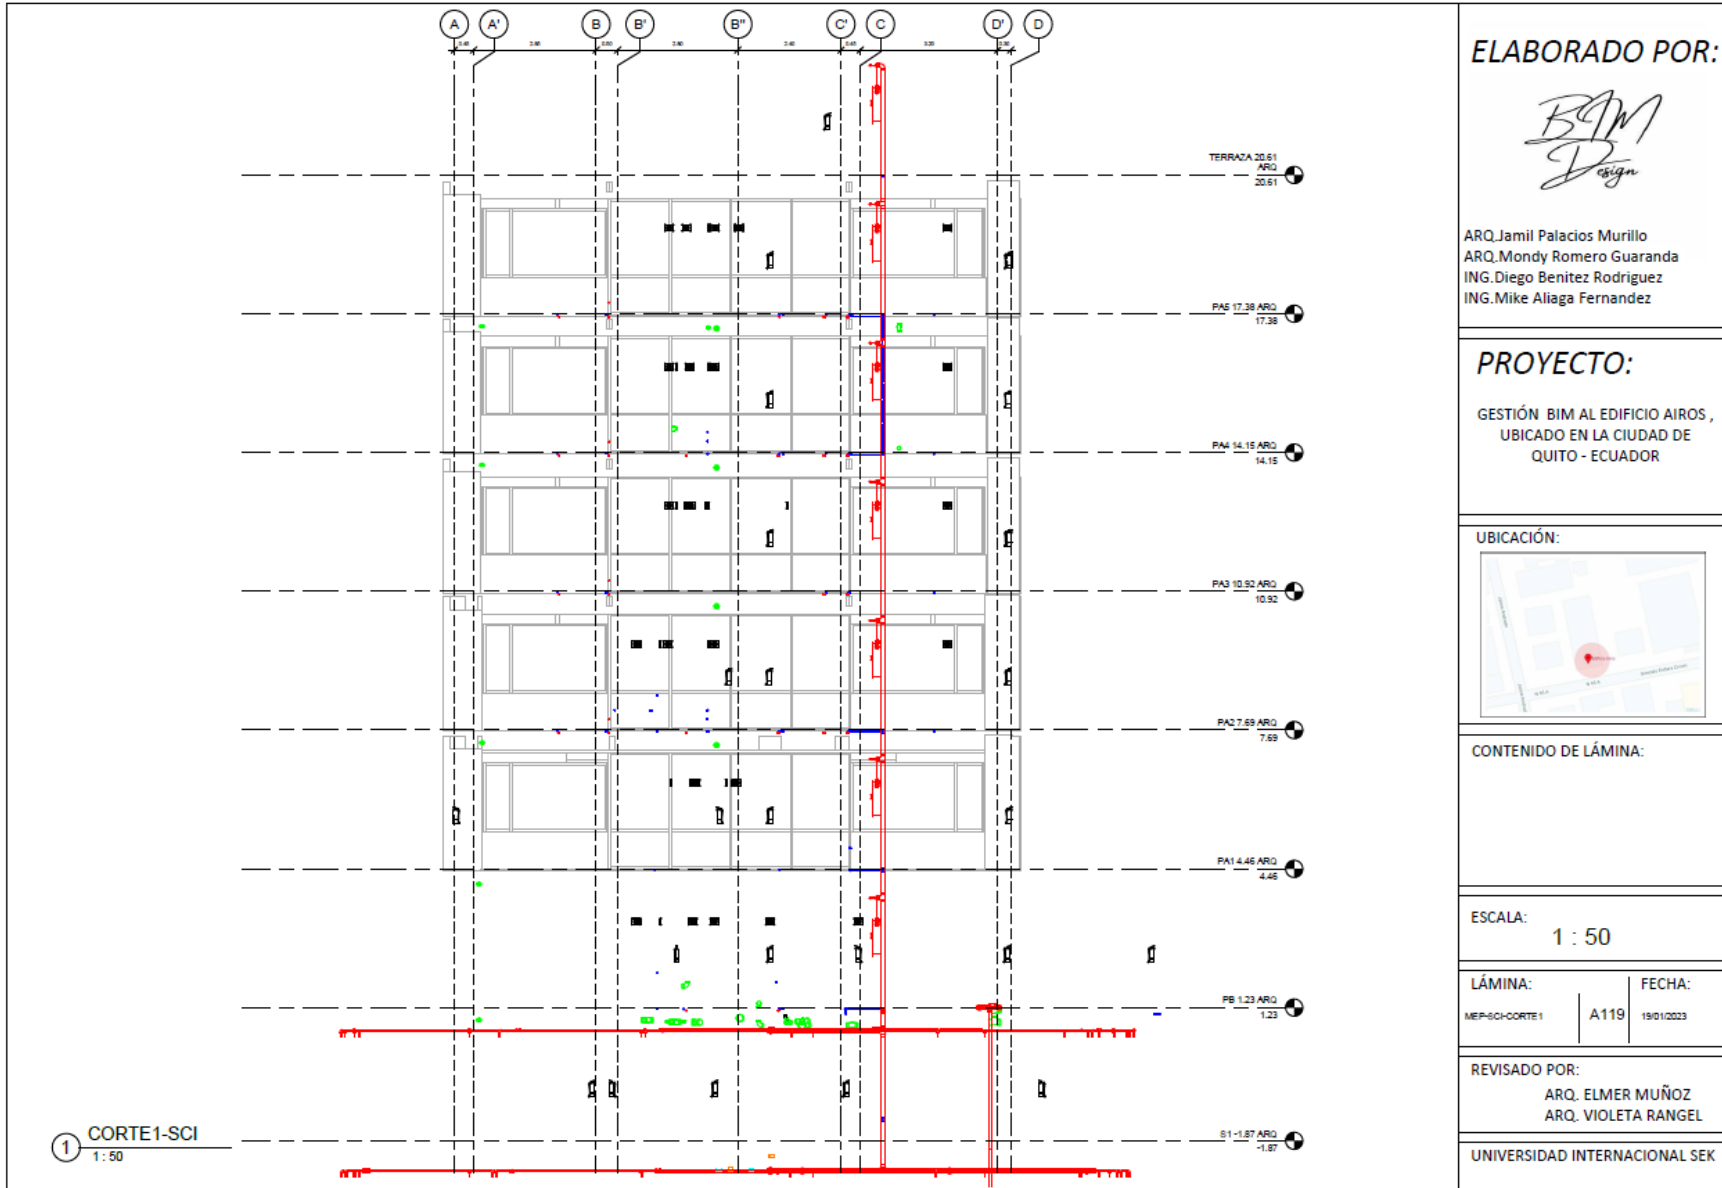 A A' B B' B'' C' C C D' D
TERRAZA 20.61
ARQ
20.61
PA5 17.38 ARQ
17.38
PA4 14.15 ARQ
14.15
PA3 10.92 ARQ
10.92
PA2 7.69 ARQ
7.69
PA1 4.46 ARQ
4.46
PB 1.23 ARQ
1.23
S1 -1.87 ARQ
-1.87
1
CORTE1-SCI
1 : 50
ELABORADO POR:
BIM
Design
ARQ.Jamil Palacios Murillo
ARQ.Mondy Romero Guaranda
ING.Diego Benitez Rodriguez
ING.Mike Aliaga Fernandez
PROYECTO:
GESTIÓN BIM AL EDIFICIO AIROS ,
UBICADO EN LA CIUDAD DE
QUITO - ECUADOR
UBICACIÓN:
CONTENIDO DE LÁMINA:
ESCALA:
1 : 50
LÁMINA:
MEP-SCI-CORTE1
A119
FECHA:
19/01/2023
REVISADO POR:
ARQ. ELMER MUÑOZ
ARQ. VIOLETA RANGEL
UNIVERSIDAD INTERNACIONAL SEK